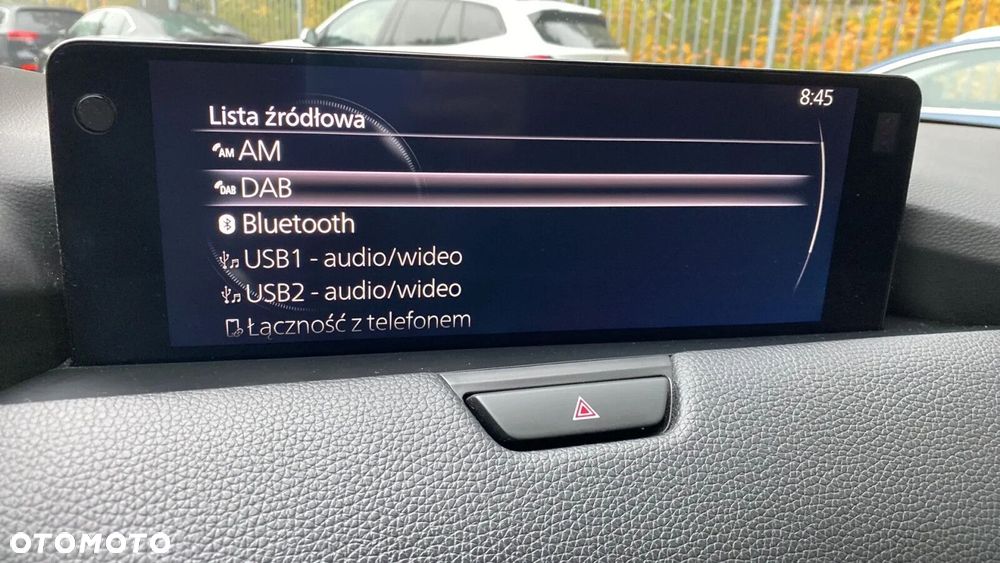 8:45
Lista źródłowa
AM AM
DAB DAB
Bluetooth
USB1 - audio/wideo
USB2 - audio/wideo
Łączność z telefonem
OTOMOTO